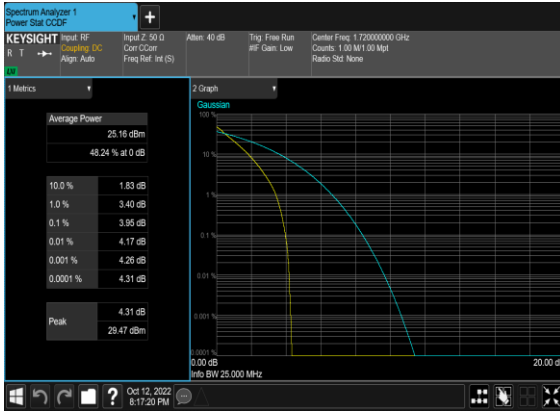 Spectrum Analyzer 1
Power Stat CCDF
+
KEYSIGHT
R T
Input: RF
Coupling: DC
Align: Auto
Input Z: 50 Ω
Corr CCorr
Freq Ref: Int (S)
Atten: 40 dB
Trig: Free Run
#IF Gain: Low
Center Freq: 1.720000000 GHz
Counts: 1.00 M/1.00 Mpt
Radio Std: None
1 Metrics
Average Power
25.16 dBm
48.24 % at 0 dB
10.0 % 1.83 dB
1.0 % 3.40 dB
0.1 % 3.95 dB
0.01 % 4.17 dB
0.001 % 4.26 dB
0.0001 % 4.31 dB
Peak
4.31 dB
29.47 dBm
2 Graph
Gaussian
100 %
10 %
1 %
0.1 %
0.01 %
0.001 %
0.0001 %
0.00 dB
20.00
Info BW 25.000 MHz
?
Oct 12, 2022
8:17:20 PM